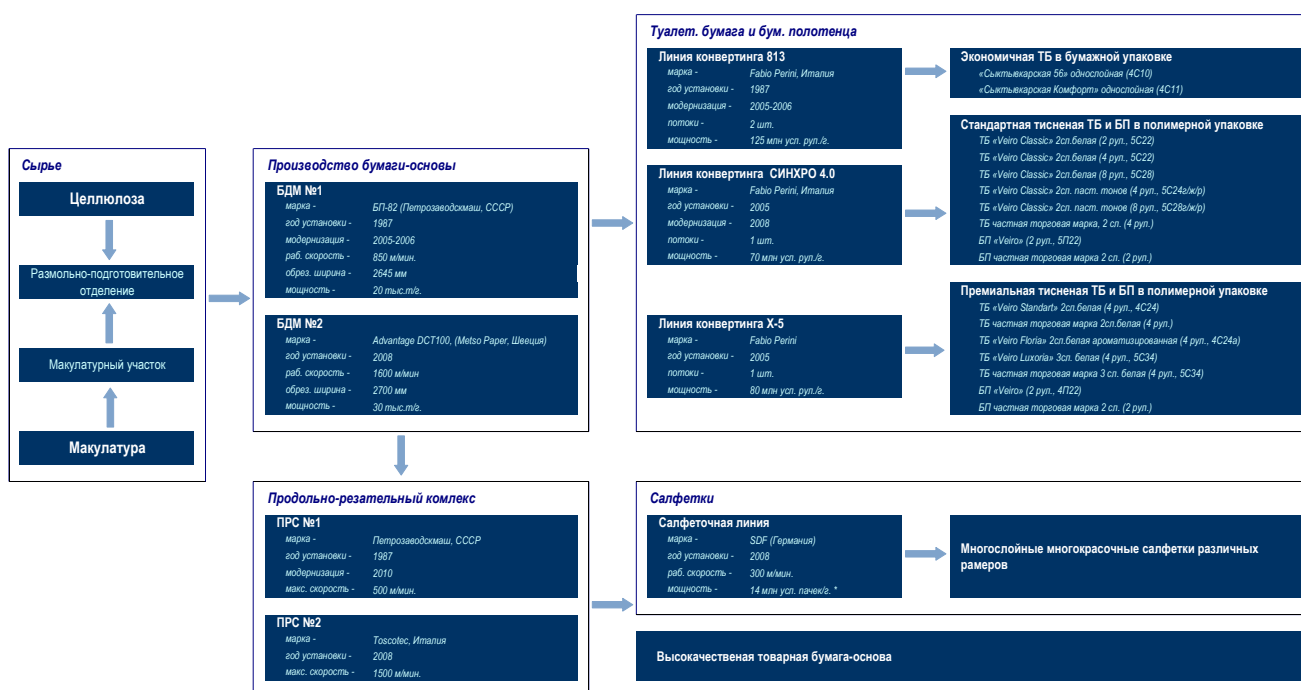 Сырье
Целлюлоза
Размольно-подготовительное
отделение
Макулатурный участок
Макулатура
Производство бумаги-основы
БДМ №1
марка - БП-82 (Петрозаводскмаш, СССР)
год установки - 1987
модернизация - 2005-2006
раб. скорость - 850 м/мин.
обрез. ширина - 2645 мм
мощность - 20 тыс.т/г.
БДМ №2
марка - Advantage DCT100, (Metso Paper, Швеция)
год установки - 2008
раб. скорость - 1600 м/мин
обрез. ширина - 2700 мм
мощность - 30 тыс.т/г.
Продольно-резательный комлекс
ПРС №1
марка - Петрозаводскмаш, СССР
год установки - 1987
модернизация - 2010
макс. скорость - 500 м/мин.
ПРС №2
марка - Toscotec, Италия
год установки - 2008
макс. скорость - 1500 м/мин.
Туалет. бумага и бум. полотенца
Линия конвертинга 813
марка - Fabio Perini, Италия
год установки - 1987
модернизация - 2005-2006
потоки - 2 шт.
мощность - 125 млн усл. рул./г.
Линия конвертинга СИНХРО 4.0
марка - Fabio Perini, Италия
год установки - 2005
модернизация - 2008
потоки - 1 шт.
мощность - 70 млн усл. рул./г.
Линия конвертинга X-5
марка - Fabio Perini
год установки - 2005
потоки - 1 шт.
мощность - 80 млн усл. рул./г.
Экономичная ТБ в бумажной упаковке
«Сыктывкарская 56» однослойная (4С10)
«Сыктывкарская Комфорт» однослойная (4С11)
Стандартная тисненая ТБ и БП в полимерной упаковке
ТБ «Veiro Classic» 2сл.белая (2 рул., 5С22)
ТБ «Veiro Classic» 2сл.белая (4 рул., 5С22)
ТБ «Veiro Classic» 2сл.белая (8 рул., 5С28)
ТБ «Veiro Classic» 2сл. паст. тонов (4 рул., 5С24г/ж/р)
ТБ «Veiro Classic» 2сл. паст. тонов (8 рул., 5С28г/ж/р)
ТБ частная торговая марка, 2 сл. (4 рул.)
БП «Veiro» (2 рул., 5П22)
БП частная торговая марка 2 сл. (2 рул.)
Премиальная тисненая ТБ и БП в полимерной упаковке
ТБ «Veiro Standart» 2сл.белая (4 рул., 4С24)
ТБ частная торговая марка 2сл.белая (4 рул.)
ТБ «Veiro Floria» 2сл.белая ароматизированная (4 рул., 4С24а)
ТБ «Veiro Luxoria» 3сл. белая (4 рул., 5С34)
ТБ частная торговая марка 3 сл. белая (4 рул., 5С34)
БП «Veiro» (2 рул., 4П22)
БП частная торговая марка 2 сл. (2 рул.)
Салфетки
Салфеточная линия
марка - SDF (Германия)
год установки - 2008
раб. скорость - 300 м/мин.
мощность - 14 млн усл. пачек/г. *
Многослойные многокрасочные салфетки различных
рамеров
Высокачественая товарная бумага-основа